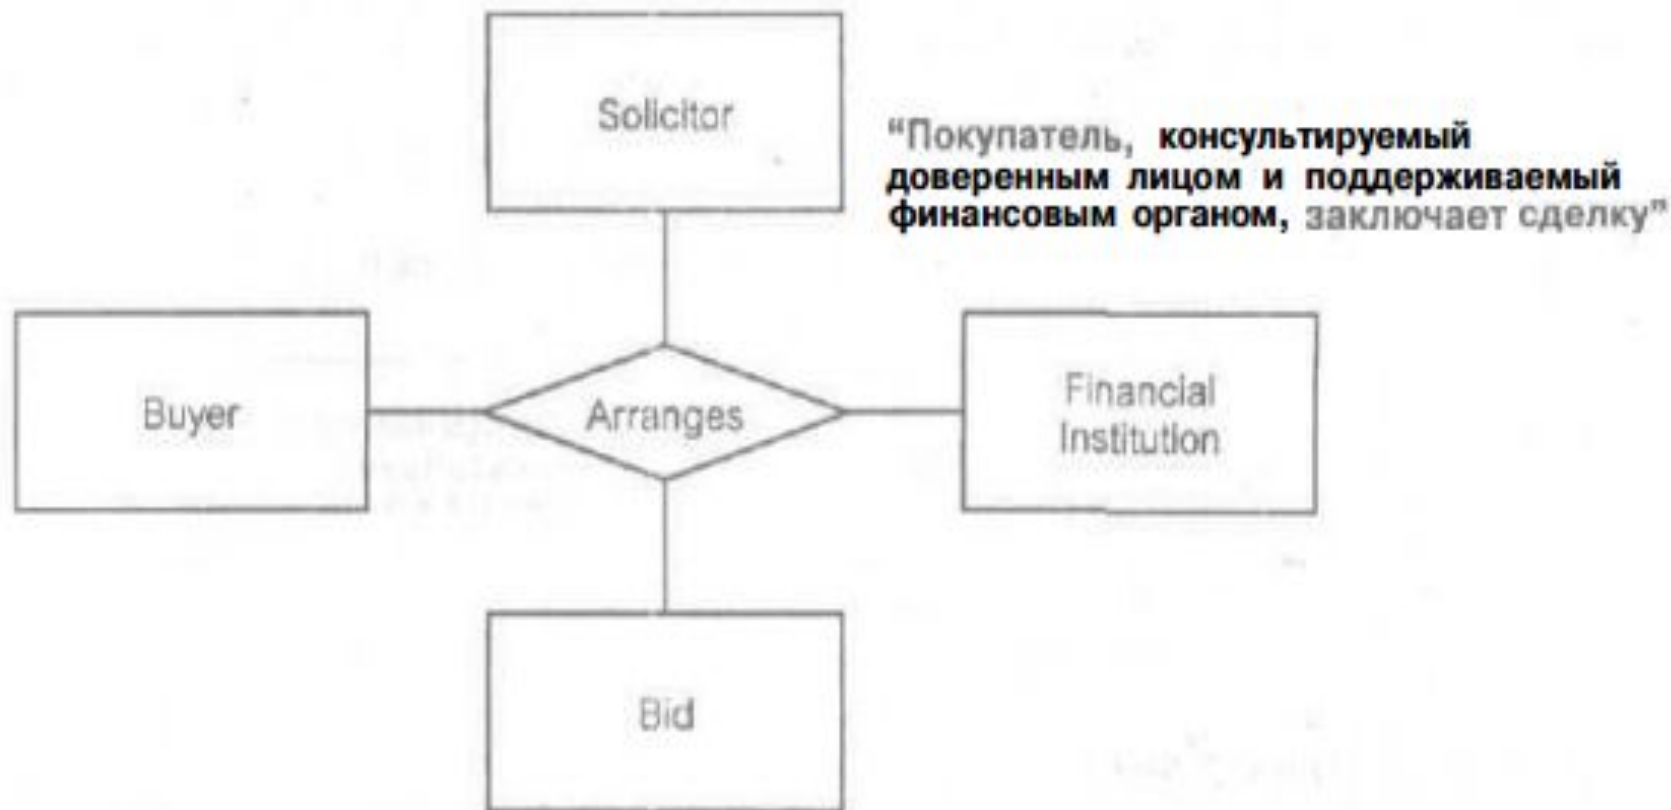 Solicitor
"Покупатель, консультируемый
доверенным лицом и поддерживаемый
финансовым органом, заключает сделку"
Buyer
Arranges
Financial
Institution
Bid